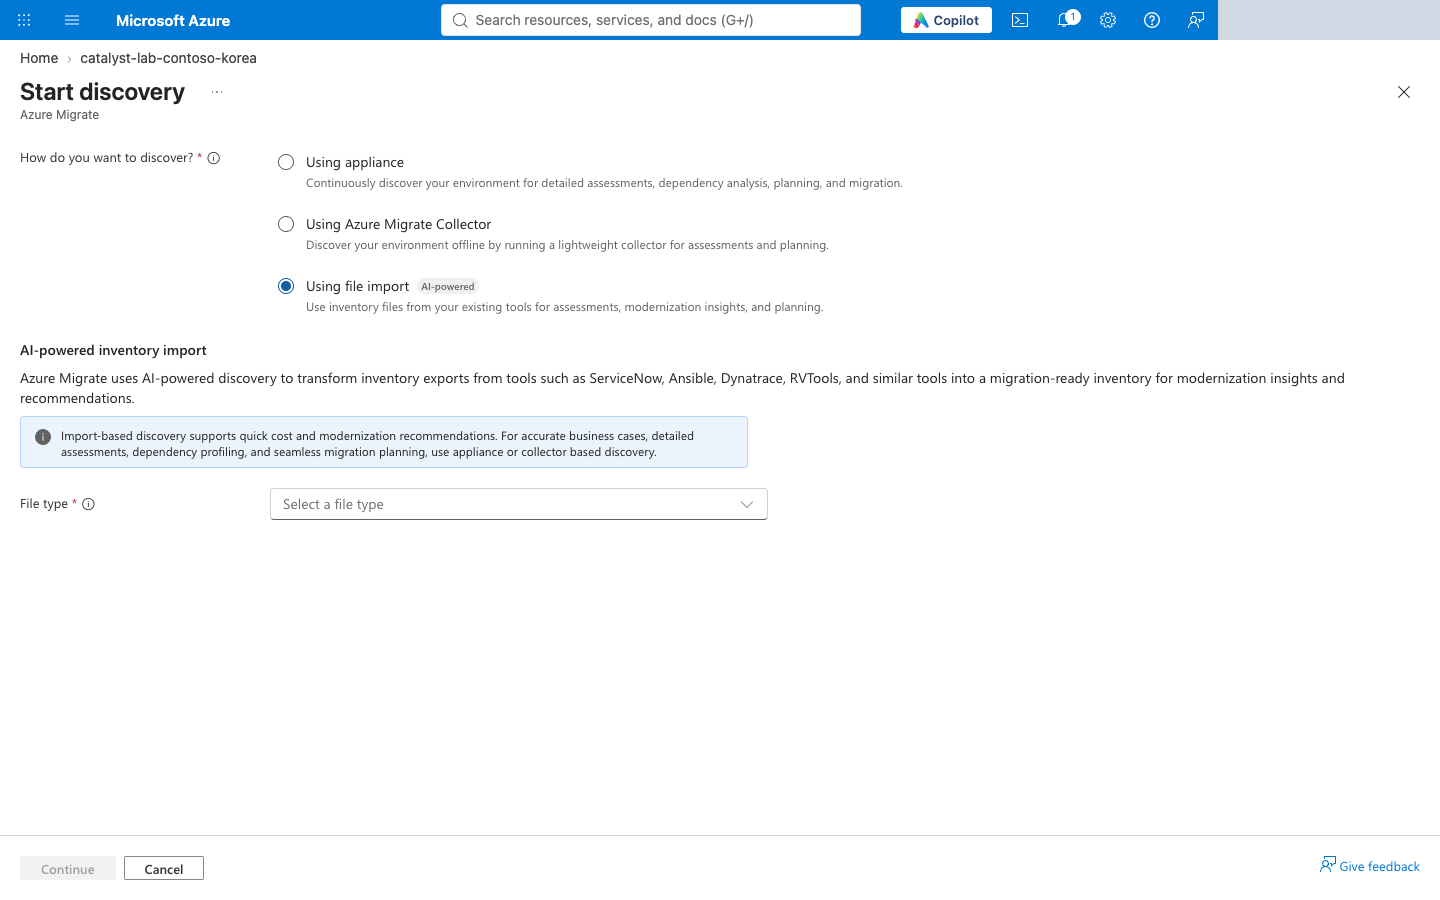 Microsoft Azure
Search resources, services, and docs (G+/)
Copilot
1
Home > catalyst-lab-contoso-korea
Start discovery ...
Azure Migrate
How do you want to discover? *
Using appliance
Continuously discover your environment for detailed assessments, dependency analysis, planning, and migration.
Using Azure Migrate Collector
Discover your environment offline by running a lightweight collector for assessments and planning.
Using file import AI-powered
Use inventory files from your existing tools for assessments, modernization insights, and planning.
AI-powered inventory import
Azure Migrate uses AI-powered discovery to transform inventory exports from tools such as ServiceNow, Ansible, Dynatrace, RVTools, and similar tools into a migration-ready inventory for modernization insights and
recommendations.
Import-based discovery supports quick cost and modernization recommendations. For accurate business cases, detailed
assessments, dependency profiling, and seamless migration planning, use appliance or collector based discovery.
File type *
Select a file type
Continue
Cancel
Give feedback